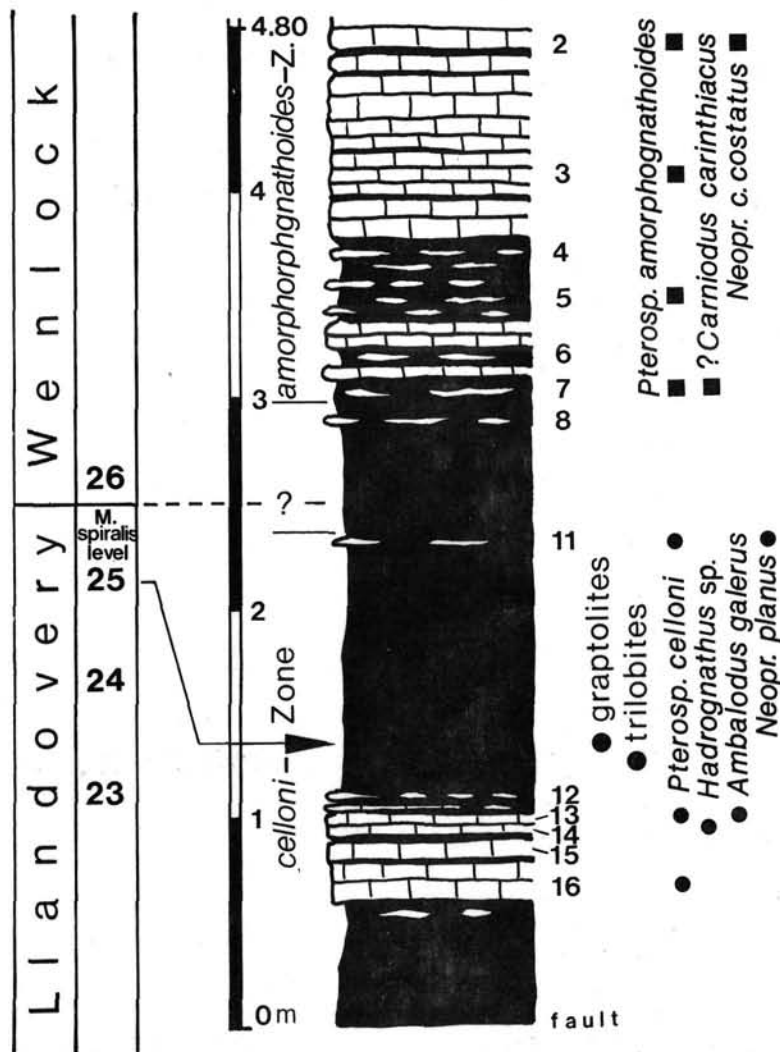 Wenlock
Llandovery
26
M.
spiralis
level
25
24
23
4.80
4
3
2
1
0m
amorphorphgnathoides–Z.
?
celloni – Zone
2
3
4
5
6
7
8
11
12
13
14
15
16
fault
graptolites
trilobites
Pterosp. amorphognathoides
?Carniodus carinthiacus
Neopr. c.costatus
Pterosp. celloni
Hadrognathus sp.
Ambalodus galerus
Neopr. planus